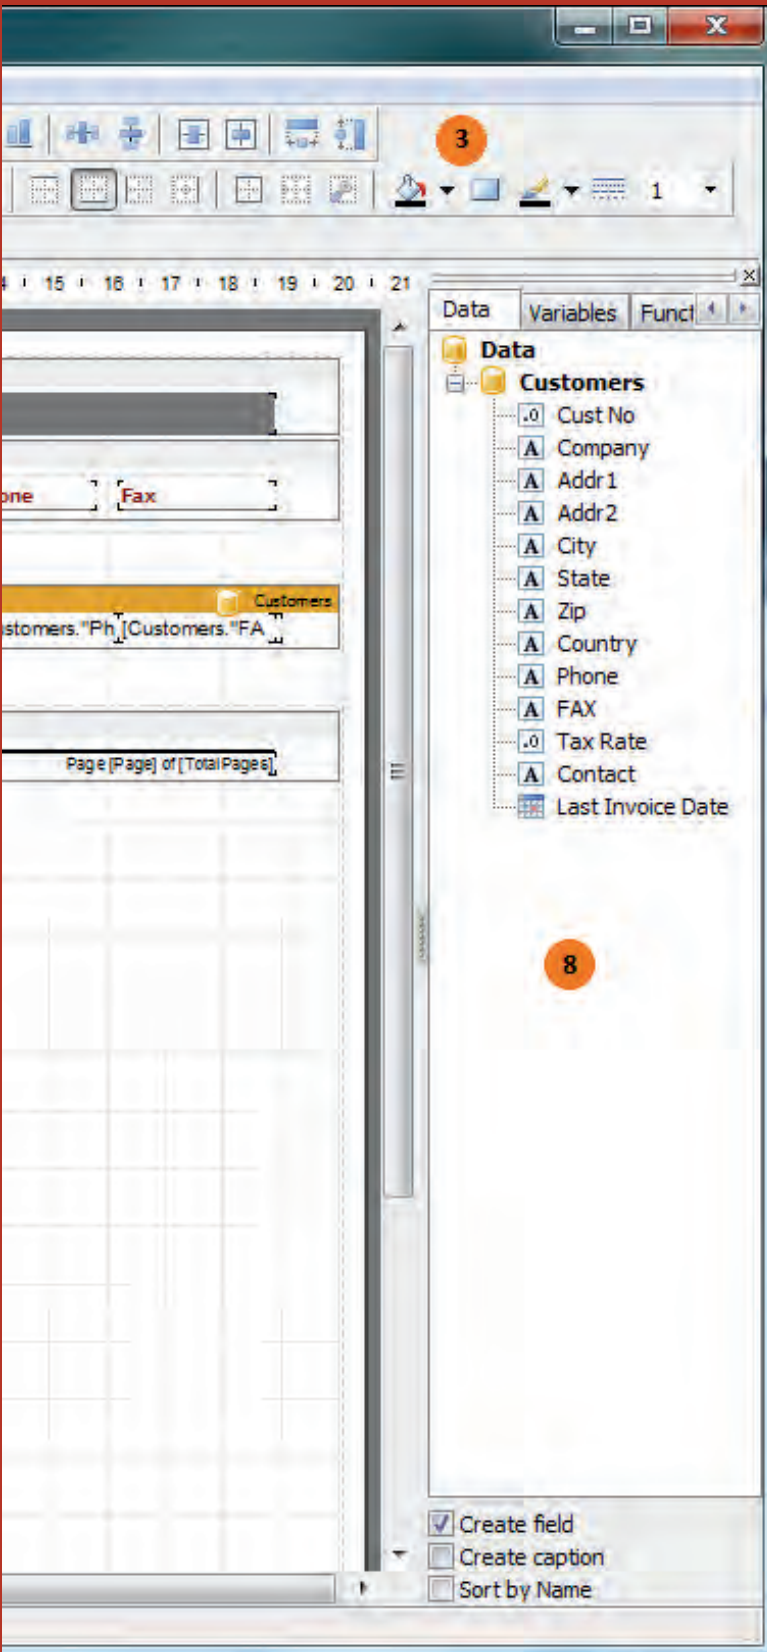 3
1
15 16 17 18 19 20 21
Data Variables Funct
Data
Customers
Cust No
Company
Addr1
Addr2
City
State
Zip
Country
Phone
FAX
Tax Rate
Contact
Last Invoice Date
one Fax
Customers
stomers."Ph [Customers."FA
Page [Page] of [TotalPages]
8
Create field
Create caption
Sort by Name